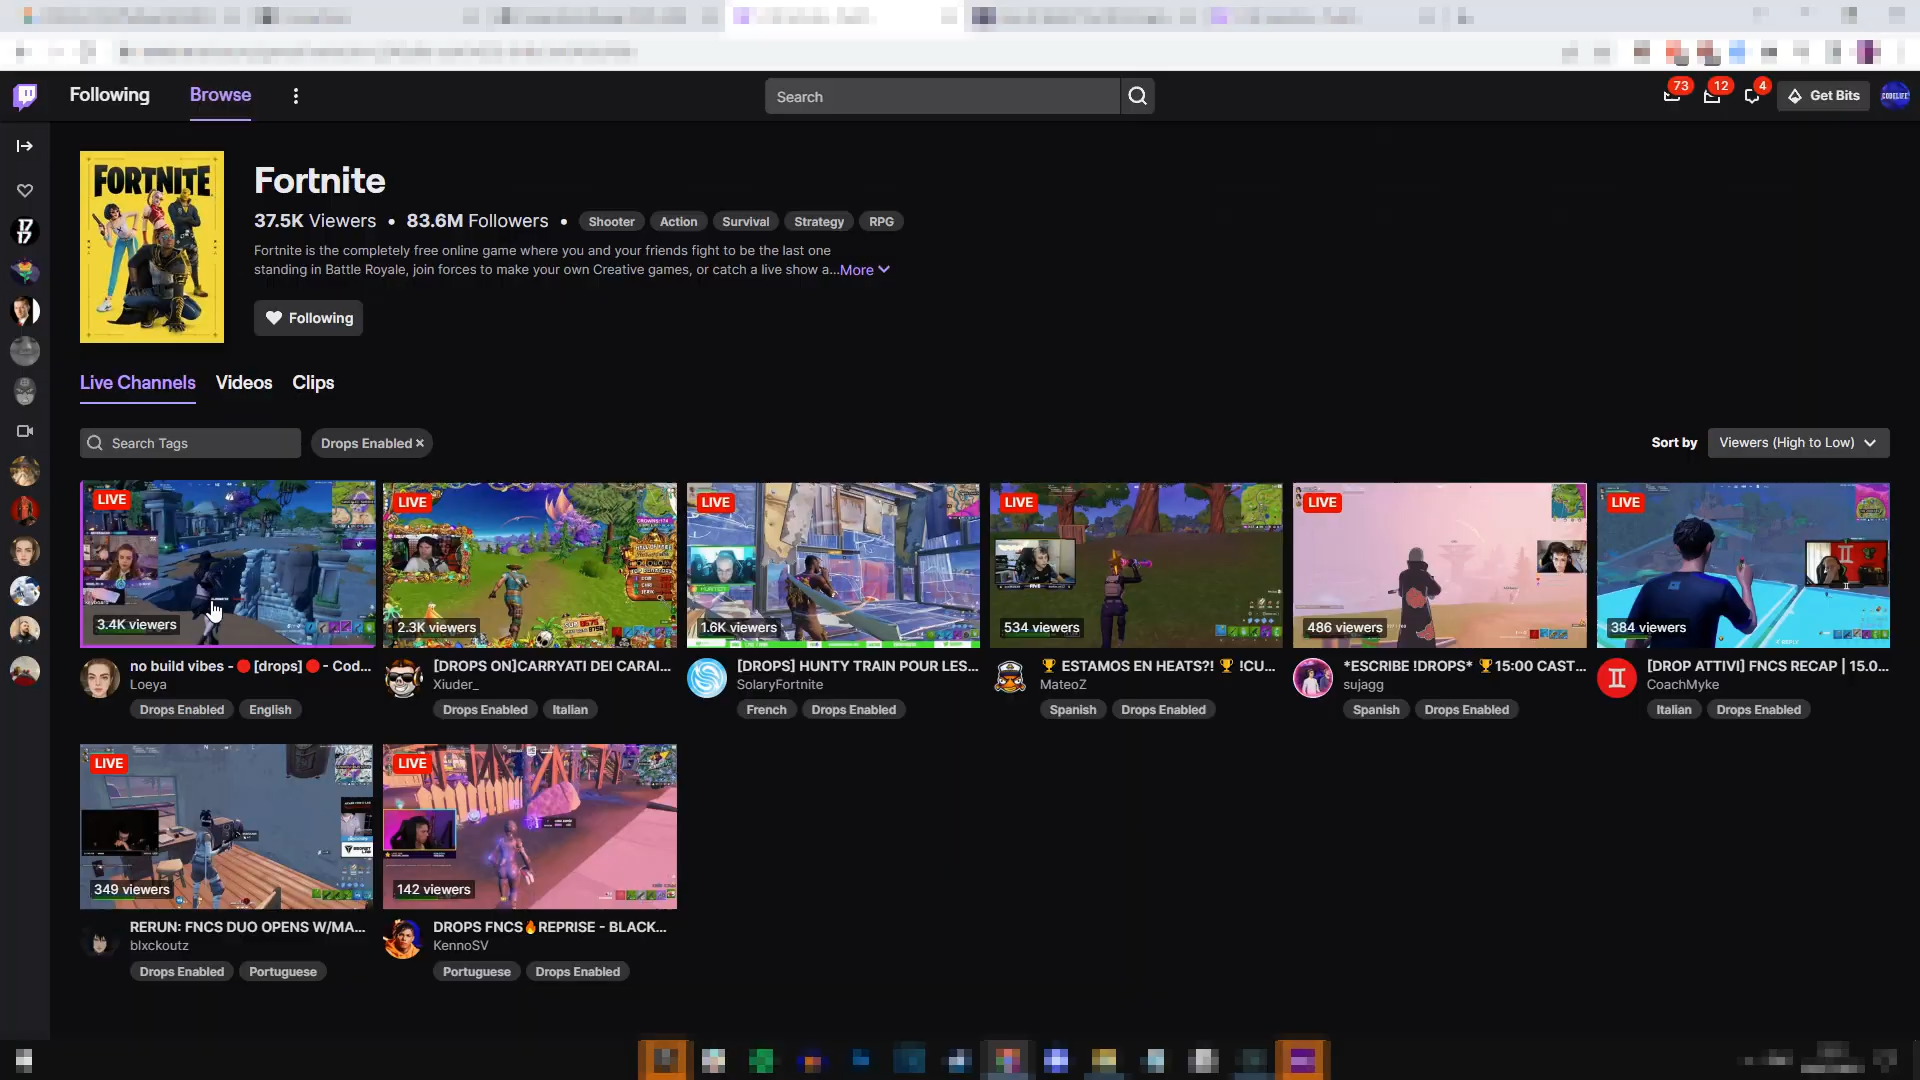 Following
Browse
Search
73
12
4
Get Bits
FORTNITE
Fortnite
37.5K Viewers • 83.6M Followers •
Shooter
Action
Survival
Strategy
RPG
Fortnite is the completely free online game where you and your friends fight to be the last one
standing in Battle Royale, join forces to make your own Creative games, or catch a live show a...More
Following
Live Channels
Videos
Clips
Search Tags
Drops Enabled
Sort by
Viewers (High to Low)
LIVE
3.4K viewers
no build vibes -🔴[drops]🔴- Cod...
Loeya
Drops Enabled
English
LIVE
2.3K viewers
[DROPS ON]CARRYATI DEI CARAI...
Xiuder_
Drops Enabled
Italian
LIVE
1.6K viewers
[DROPS] HUNTY TRAIN POUR LES...
SolaryFortnite
French
Drops Enabled
LIVE
534 viewers
🏆 ESTAMOS EN HEATS?! 🏆 !CU...
MateoZ
Spanish
Drops Enabled
LIVE
486 viewers
*ESCRIBE !DROPS* 🏆15:00 CAST...
sujagg
Spanish
Drops Enabled
LIVE
384 viewers
[DROP ATTIVI] FNCS RECAP | 15.0...
CoachMyke
Italian
Drops Enabled
LIVE
349 viewers
RERUN: FNCS DUO OPENS W/MA...
blxckoutz
Drops Enabled
Portuguese
LIVE
142 viewers
DROPS FNCS🔥REPRISE - BLACK...
KennoSV
Portuguese
Drops Enabled